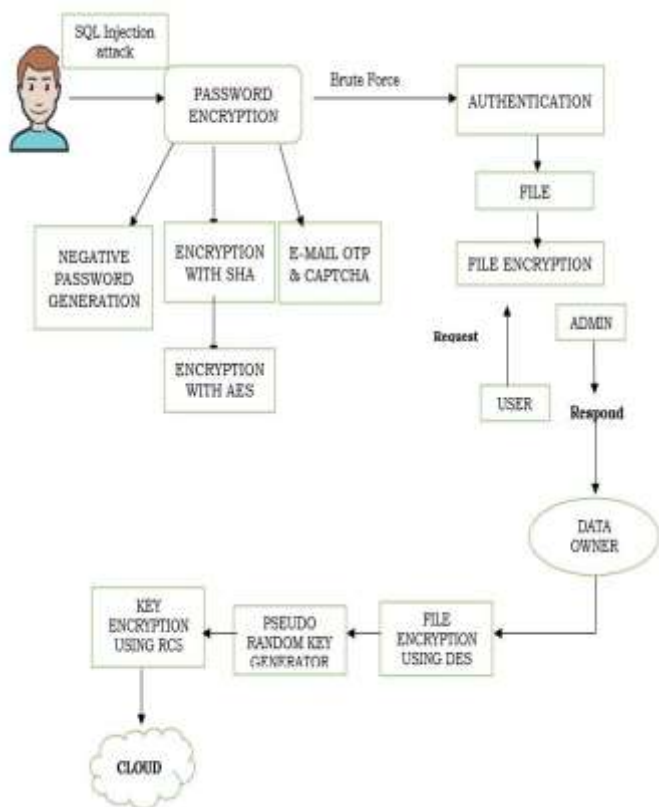 SQL Injection
attack
PASSWORD
ENCRYPTION
Brute Force
AUTHENTICATION
FILE
FILE ENCRYPTION
NEGATIVE
PASSWORD
GENERATION
ENCRYPTION
WITH SHA
E-MAIL OTP
& CAPTCHA
ENCRYPTION
WITH AES
Request
ADMIN
USER
Respond
DATA
OWNER
KEY
ENCRYPTION
USING RC5
PSEUDO
RANDOM KEY
GENERATOR
FILE
ENCRYPTION
USING DES
CLOUD